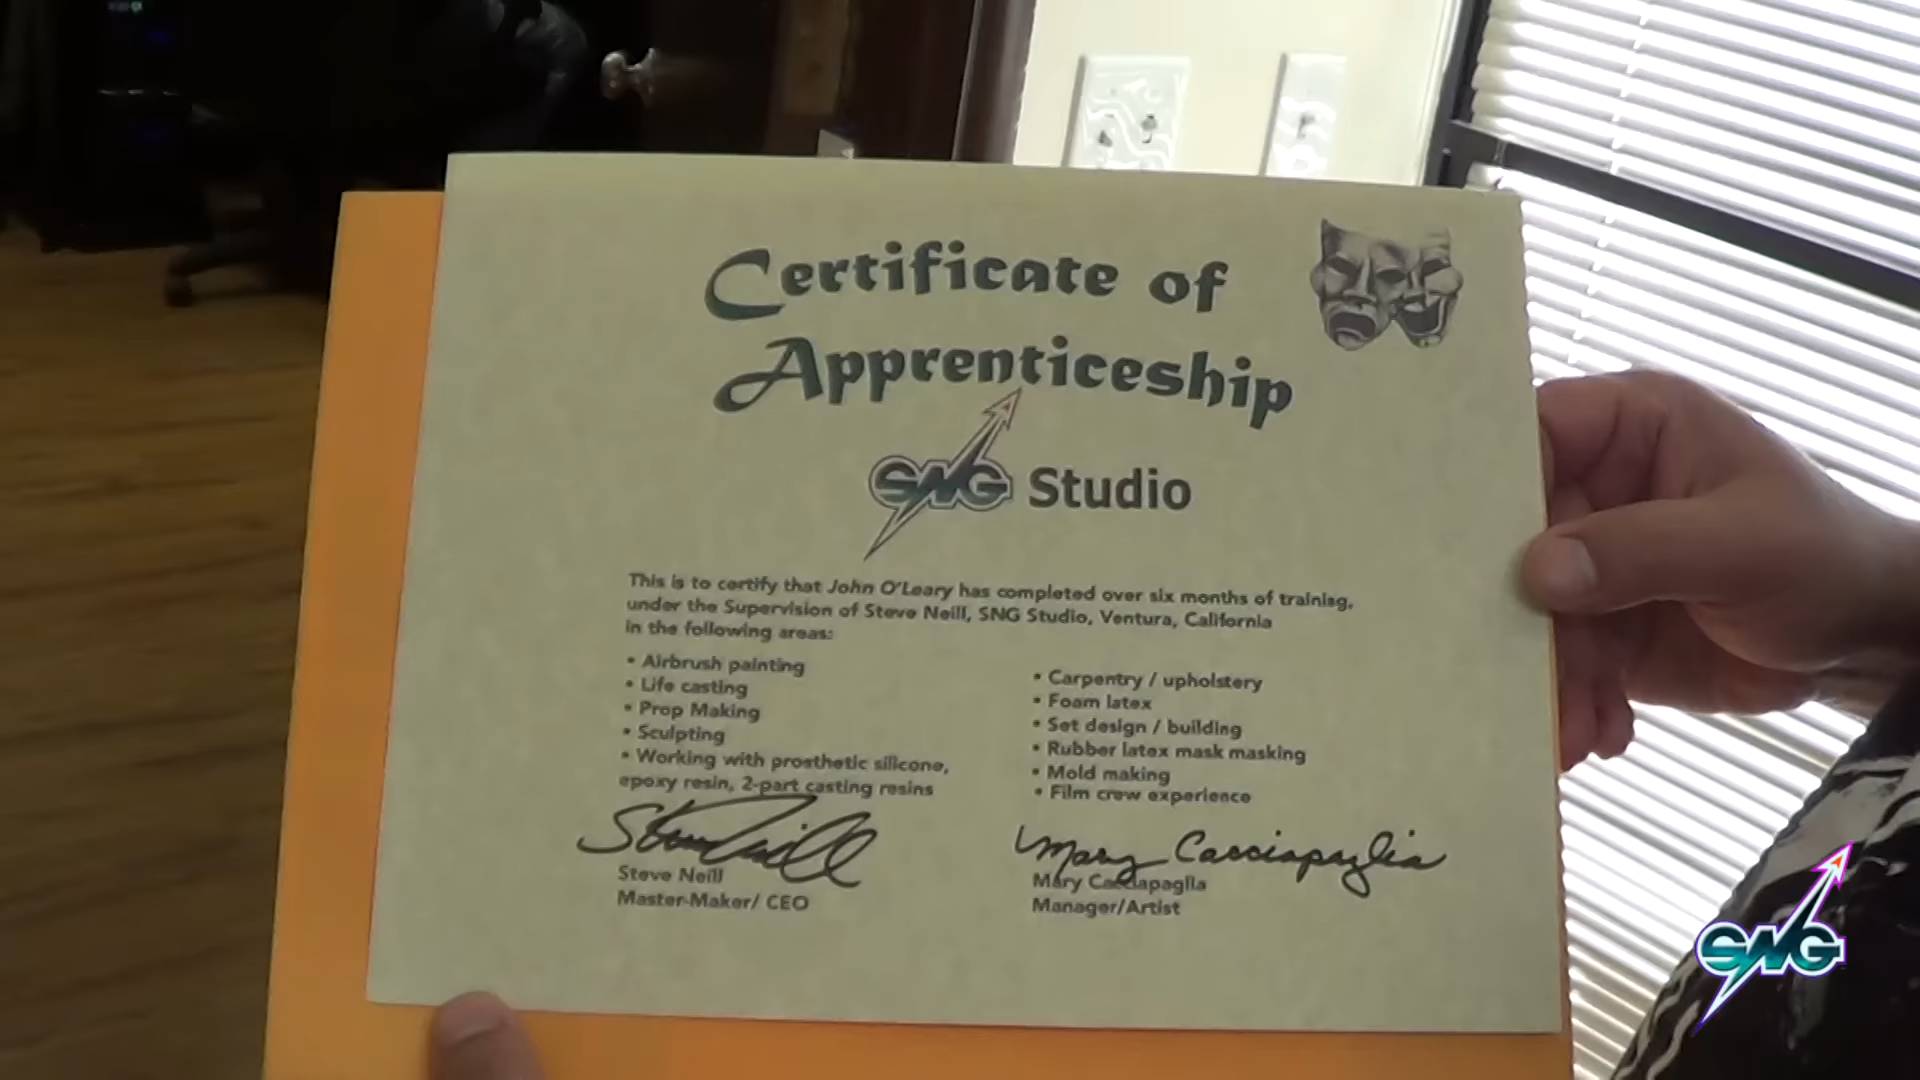 Certificate of
Apprenticeship
SNG Studio
This is to certify that John O'Leary has completed over six months of training,
under the Supervision of Steve Neill, SNG Studio, Ventura, California
in the following areas:
• Airbrush painting
• Life casting
• Prop Making
• Sculpting
• Working with prosthetic silicone,
epoxy resin, 2-part casting resins
• Carpentry / upholstery
• Foam latex
• Set design / building
• Rubber latex mask masking
• Mold making
• Film crew experience
Steve Neill
Steve Neill
Master-Maker/ CEO
Mary Cacciapaglia
Mary Cacciapaglia
Manager/Artist
SNG